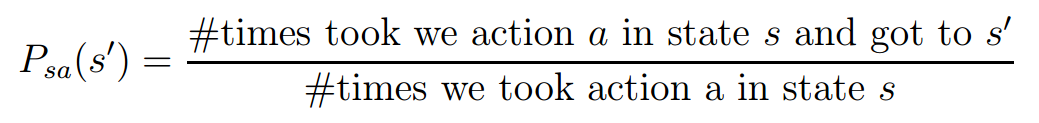 #times took we action a in state s and got to s′
P_{sa}(s′) =
#times we took action a in state s